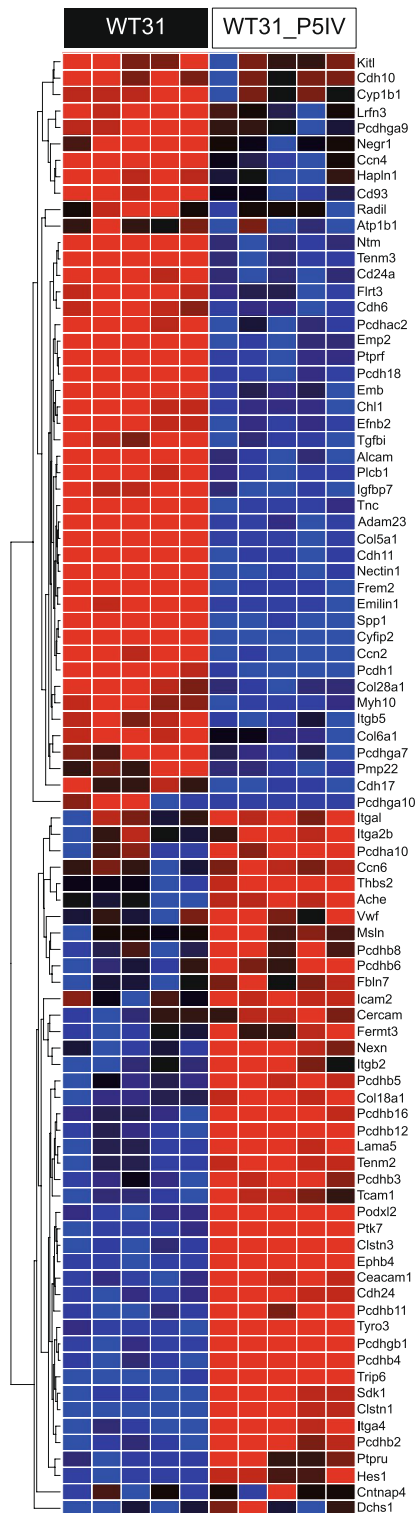 WT31 WT31_P5IV
Kitl
Cdh10
Cyp1b1
Lrfn3
Pcdhga9
Negr1
Ccn4
Hapln1
Cd93
Radil
Atp1b1
Ntm
Tenm3
Cd24a
Flrt3
Cdh6
Pcdhac2
Emp2
Ptprf
Pcdh18
Emb
Chl1
Efnb2
Tgfbi
Alcam
Plcb1
Igfbp7
Tnc
Adam23
Col5a1
Cdh11
Nectin1
Frem2
Emilin1
Spp1
Cyfip2
Ccn2
Pcdh1
Col28a1
Myh10
Itgb5
Col6a1
Pcdhga7
Pmp22
Cdh17
Pcdhga10
Itgal
Itga2b
Pcdha10
Ccn6
Thbs2
Ache
Vwf
Msln
Pcdhb8
Pcdhb6
Fbln7
Icam2
Cercam
Fermt3
Nexn
Itgb2
Pcdhb5
Col18a1
Pcdhb16
Pcdhb12
Lama5
Tenm2
Pcdhb3
Tcam1
Podxl2
Ptk7
Clstn3
Ephb4
Ceacam1
Cdh24
Pcdhb11
Tyro3
Pcdhgb1
Pcdhb4
Trip6
Sdk1
Clstn1
Itga4
Pcdhb2
Ptpru
Hes1
Cntnap4
Dchs1